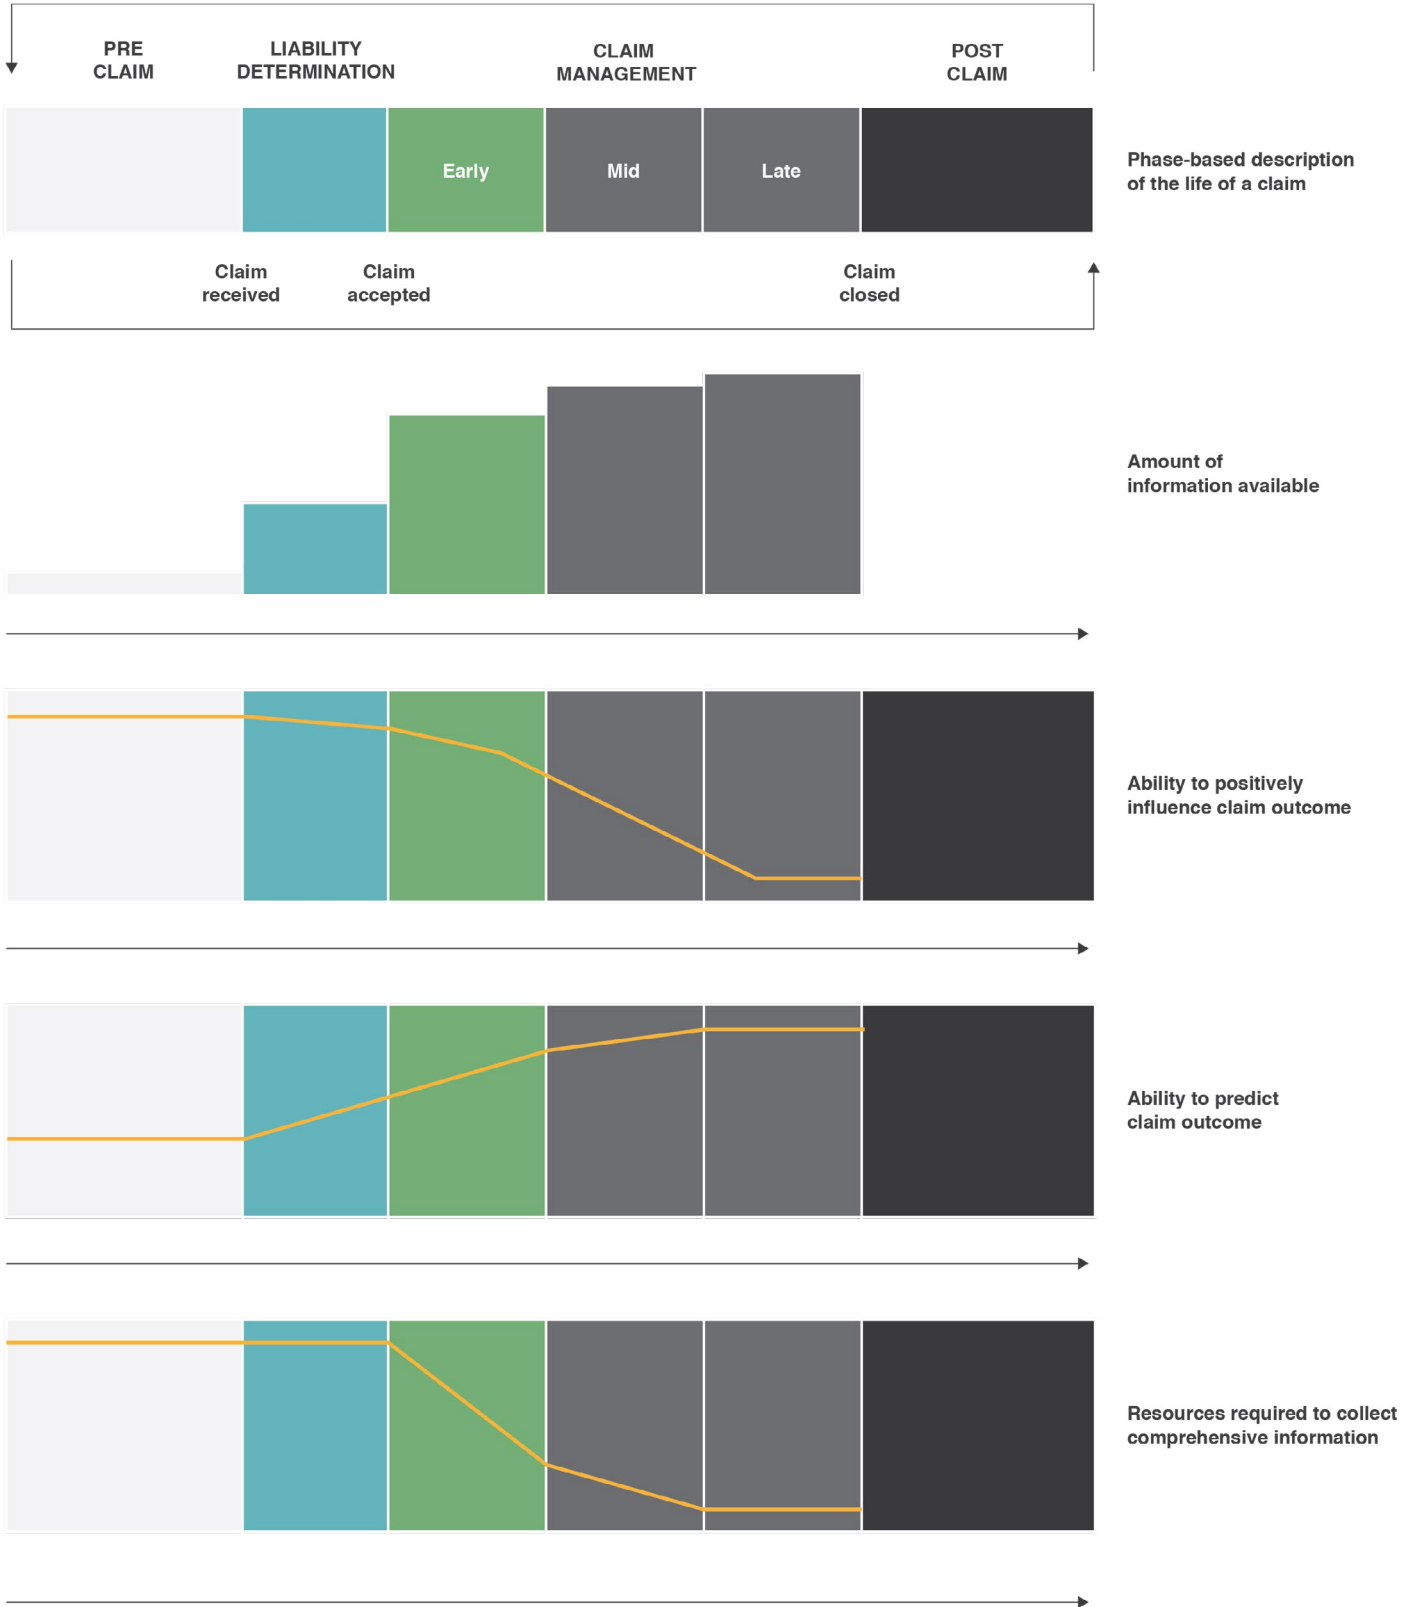 PRE
CLAIM
LIABILITY
DETERMINATION
CLAIM
MANAGEMENT
POST
CLAIM
Early
Mid
Late
Phase-based description
of the life of a claim
Claim
received
Claim
accepted
Claim
closed
Amount of
information available
Ability to positively
influence claim outcome
Ability to predict
claim outcome
Resources required to collect
comprehensive information